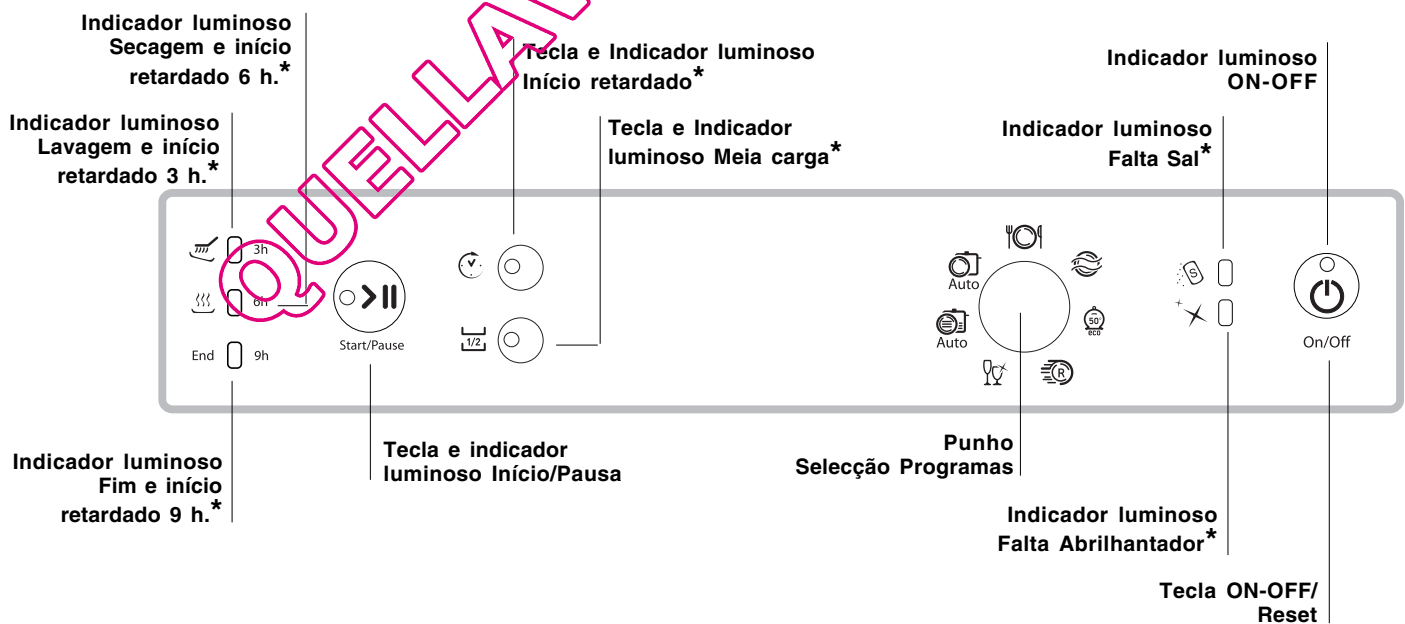 Indicador luminoso
Secagem e início
retardado 6 h.*
Tecla e Indicador luminoso
Início retardado*
Indicador luminoso
ON-OFF
Indicador luminoso
Lavagem e início
retardado 3 h.*
Tecla e Indicador
luminoso Meia carga*
Indicador luminoso
Falta Sal*
3h
6h
End 9h
Start/Pause
1/2
Auto
Auto
50°
eco
R
S
On/Off
Indicador luminoso
Fim e início
retardado 9 h.*
Tecla e indicador
luminoso Início/Pausa
Punho
Selecção Programas
Indicador luminoso
Falta Abrilhantador*
Tecla ON-OFF/
Reset